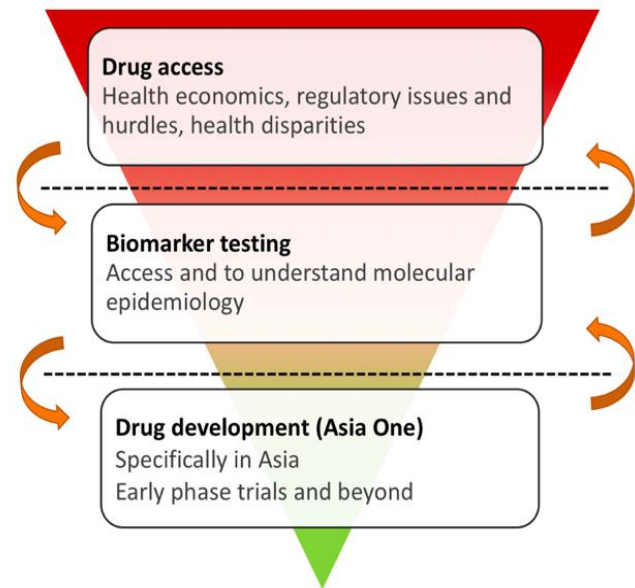 Drug access
Health economics, regulatory issues and
hurdles, health disparities
Biomarker testing
Access and to understand molecular
epidemiology
Drug development (Asia One)
Specifically in Asia
Early phase trials and beyond